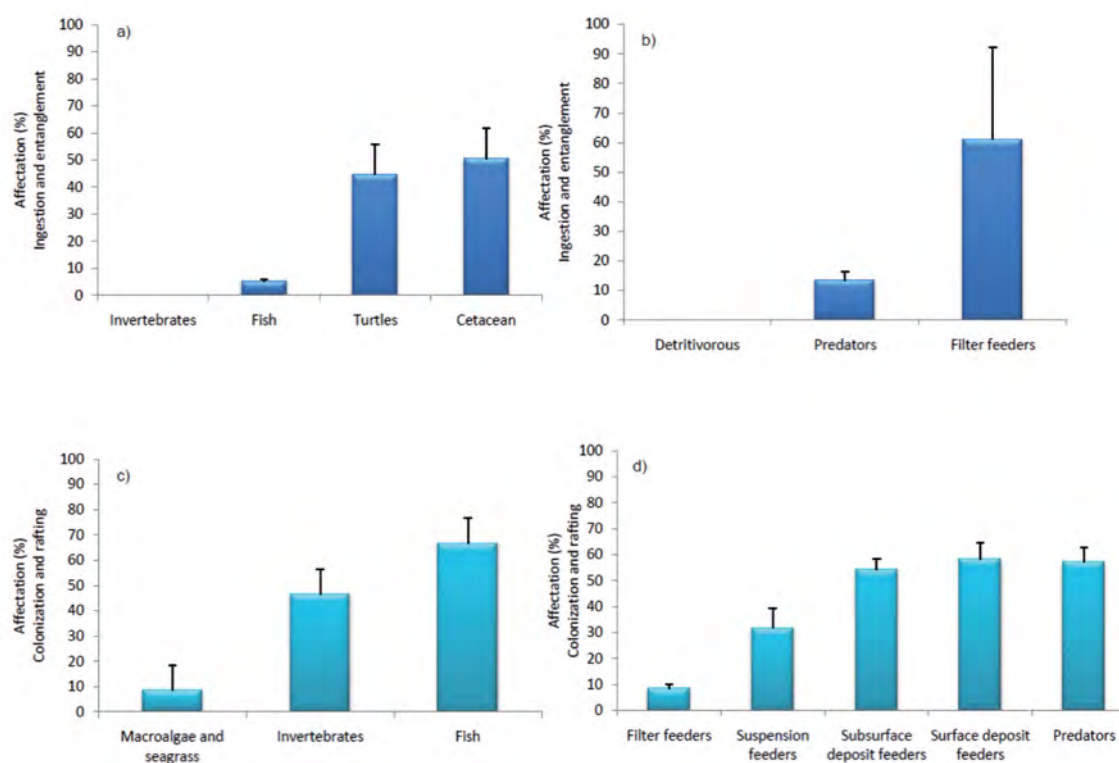 a)
Affectation (%)
Ingestion and entanglement
100
90
80
70
60
50
40
30
20
10
0
Invertebrates Fish Turtles Cetacean
b)
Affectation (%)
Ingestion and entanglement
100
90
80
70
60
50
40
30
20
10
0
Detritivorous Predators Filter feeders
c)
Affectation (%)
Colonization and rafting
100
90
80
70
60
50
40
30
20
10
0
Macroalgae and
seagrass
Invertebrates Fish
d)
Affectation (%)
Colonization and rafting
100
90
80
70
60
50
40
30
20
10
0
Filter feeders
Suspension
feeders
Subsurface
deposit feeders
Surface deposit
feeders
Predators